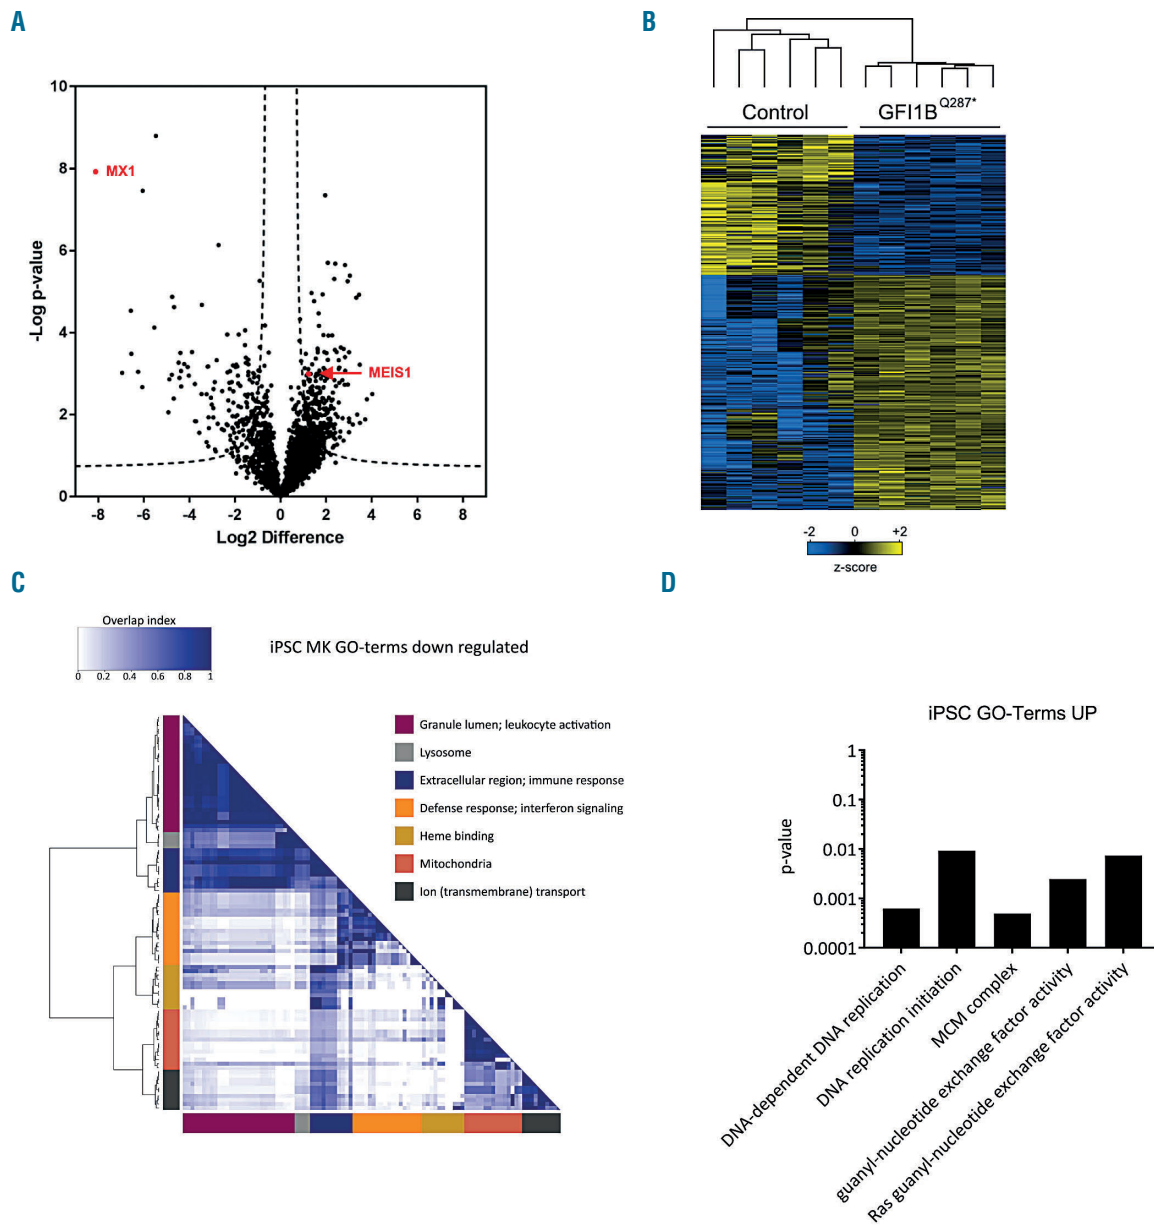 A
10
8
6
4
2
0
-Log p-value
MX1
MEIS1
-8
-6
-4
-2
0
2
4
6
8
Log2 Difference
B
Control
GFI1B Q287*
-2
0
+2
z-score
C
Overlap index
0
0.2
0.4
0.6
0.8
1
iPSC MK GO-terms down regulated
Granule lumen; leukocyte activation
Lysosome
Extracellular region; immune response
Defense response; interferon signaling
Heme binding
Mitochondria
Ion (transmembrane) transport
D
iPSC GO-Terms UP
1
0.1
0.01
0.001
0.0001
p-value
DNA-dependent DNA replication
DNA replication initiation
MCM complex
guanyl-nucleotide exchange factor activity
Ras guanyl-nucleotide exchange factor activity